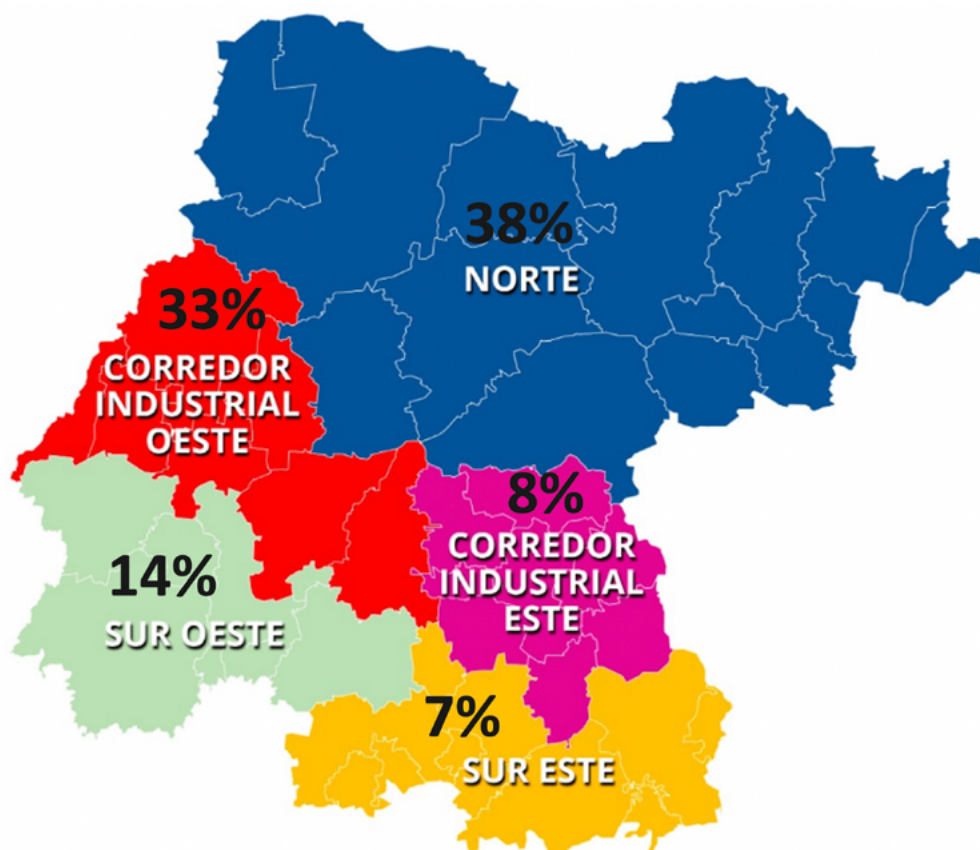 38%
NORTE
33%
CORREDOR
INDUSTRIAL
OESTE
8%
CORREDOR
INDUSTRIAL
ESTE
14%
SUR OESTE
7%
SUR ESTE